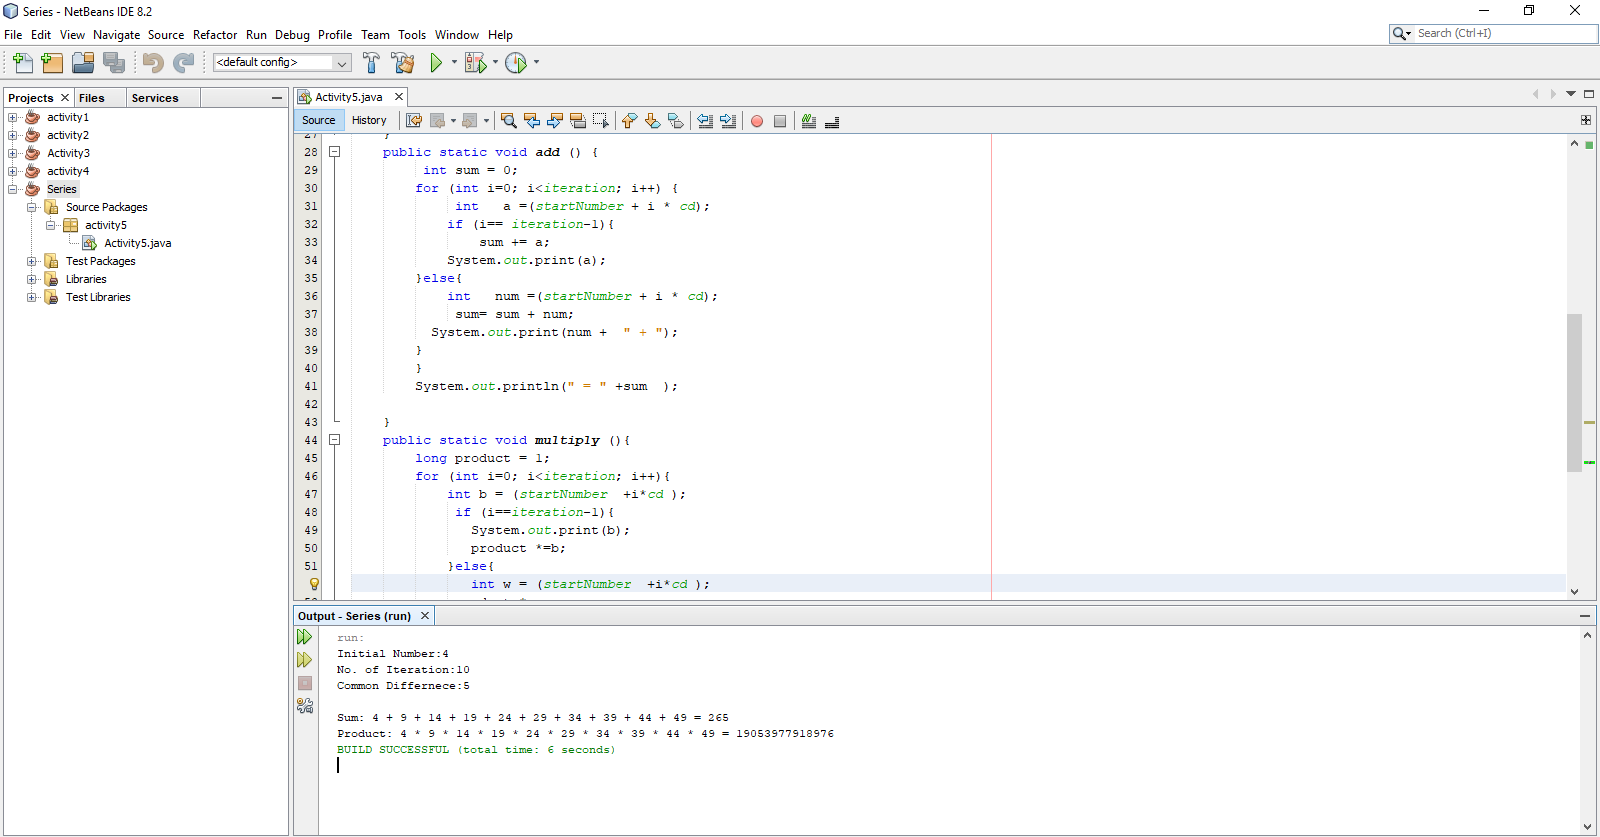 Series - NetBeans IDE 8.2
File Edit View Navigate Source Refactor Run Debug Profile Team Tools Window Help
Search (Ctrl+I)
<default config>
Projects Files Services
activity1
activity2
Activity3
activity4
Series
Source Packages
activity5
Activity5.java
Test Packages
Libraries
Test Libraries
Activity5.java
Source History
27 }
28 public static void add () {
29 int sum = 0;
30 for (int i=0; i<iteration; i++) {
31 int a =(startNumber + i * cd);
32 if (i== iteration-1){
33 sum += a;
34 System.out.print(a);
35 }else{
36 int num =(startNumber + i * cd);
37 sum= sum + num;
38 System.out.print(num + " + ");
39 }
40 }
41 System.out.println(" = " +sum );
42
43 }
44 public static void multiply (){
45 long product = 1;
46 for (int i=0; i<iteration; i++){
47 int b = (startNumber +i*cd );
48 if (i==iteration-1){
49 System.out.print(b);
50 product *=b;
51 }else{
int w = (startNumber +i*cd );
Output - Series (run)
run:
Initial Number:4
No. of Iteration:10
Common Differnece:5
Sum: 4 + 9 + 14 + 19 + 24 + 29 + 34 + 39 + 44 + 49 = 265
Product: 4 * 9 * 14 * 19 * 24 * 29 * 34 * 39 * 44 * 49 = 19053977918976
BUILD SUCCESSFUL (total time: 6 seconds)